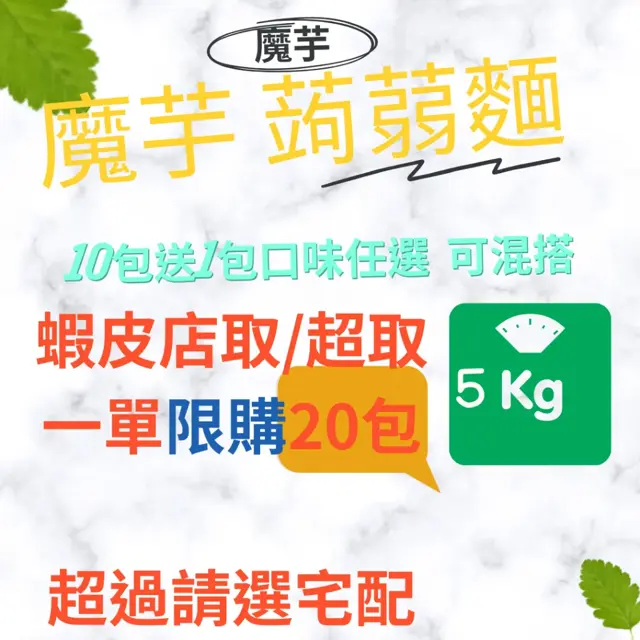 魔芋
魔芋 蒟蒻麵
10包送1包口味任選 可混搭
蝦皮店取/超取
一單限購20包
5 Kg
超過請選宅配